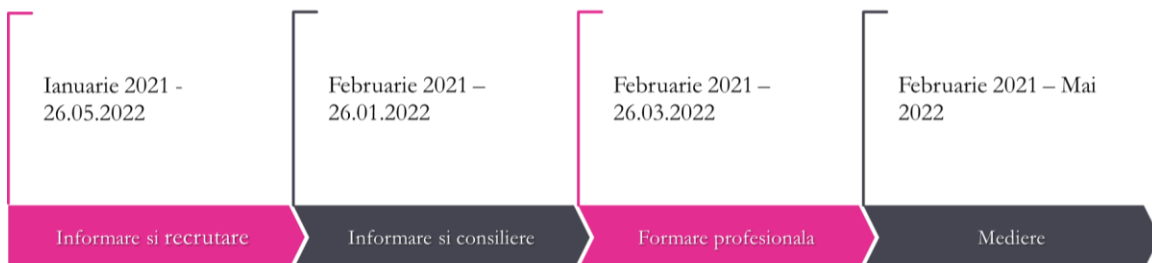 Ianuarie 2021 -
26.05.2022
Februarie 2021 –
26.01.2022
Februarie 2021 –
26.03.2022
Februarie 2021 – Mai
2022
Informare si recrutare
Informare si consiliere
Formare profesionala
Mediere